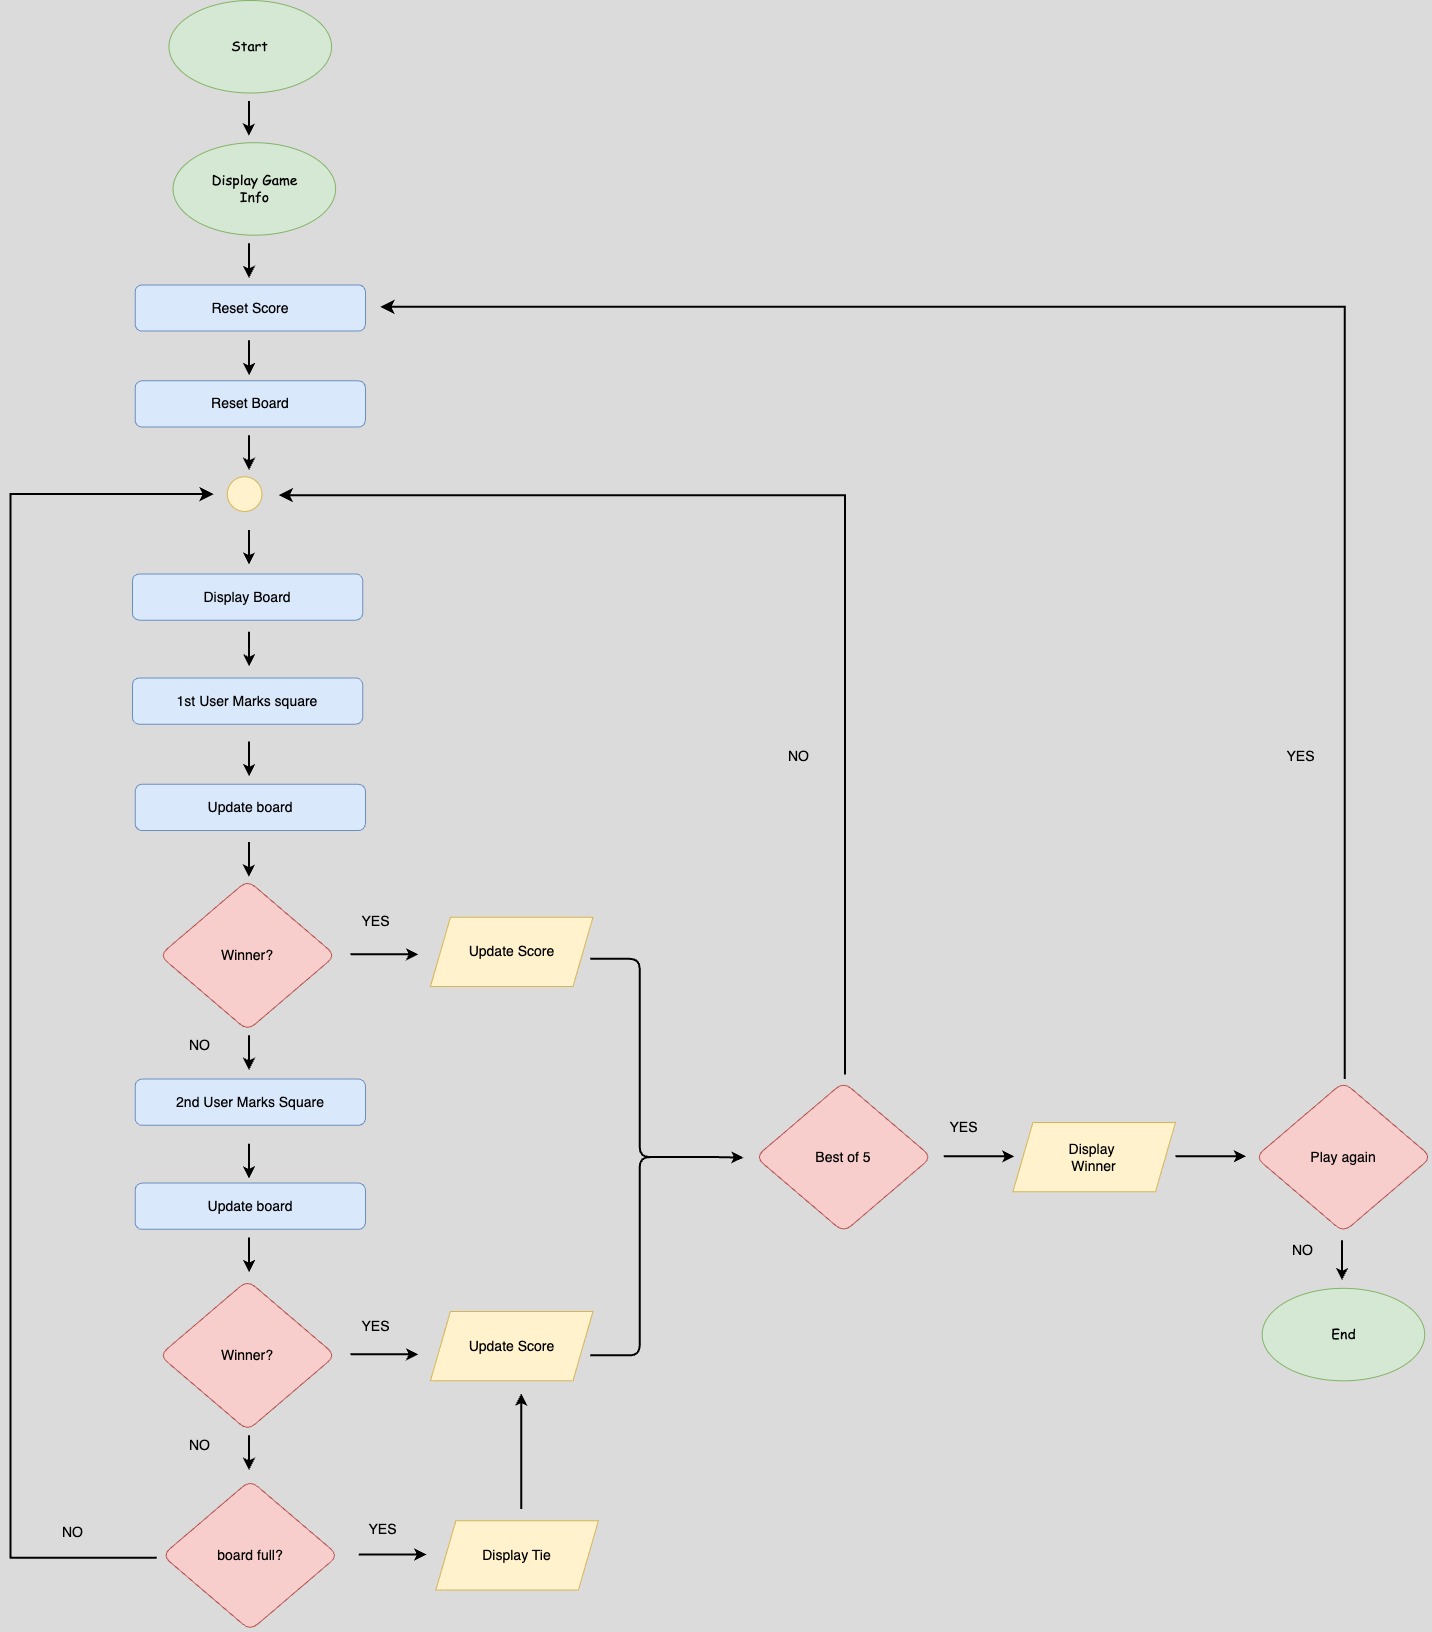 Start
Display Game
Info
Reset Score
Reset Board
Display Board
1st User Marks square
NO
YES
Update board
YES
Winner?
Update Score
NO
2nd User Marks Square
YES
Best of 5
Display
Winner
Play again
Update board
NO
YES
Winner?
Update Score
End
NO
NO
YES
board full?
Display Tie